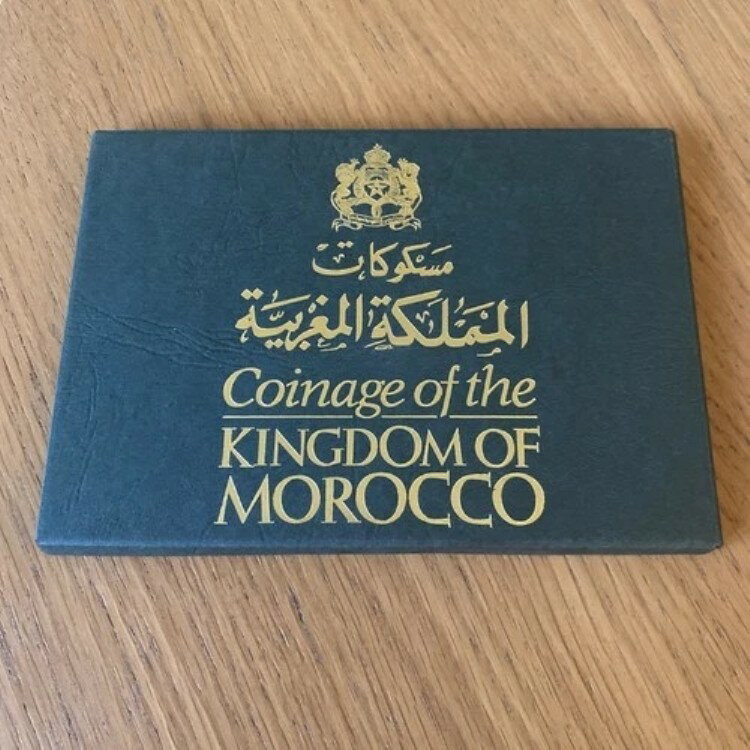 مسكوكات
المملكة المغربية
Coinage of the
KINGDOM OF
MOROCCO